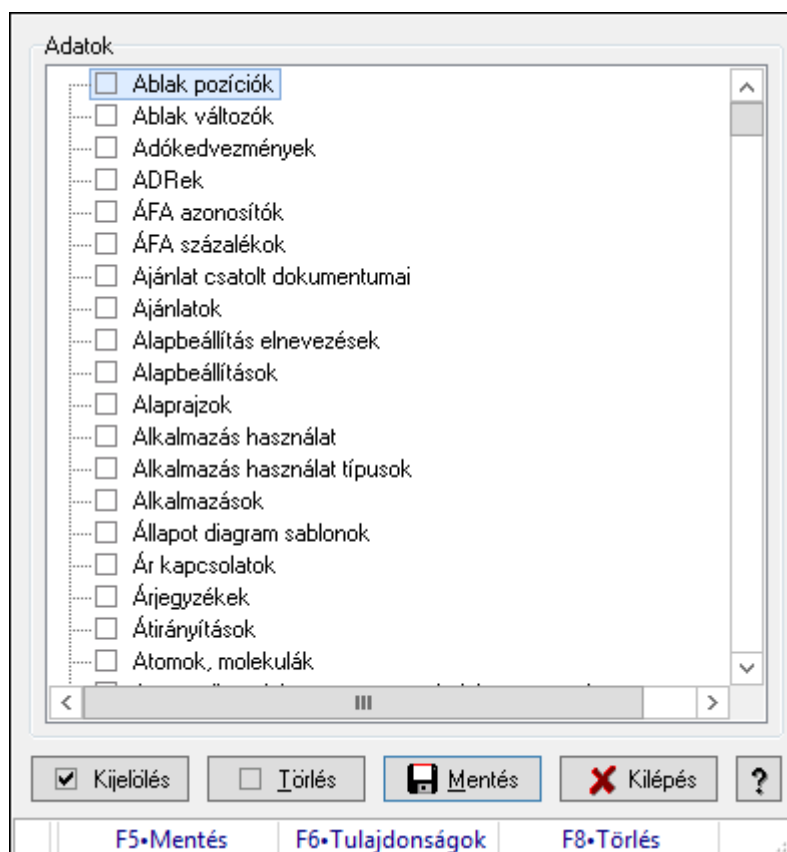 Adatok
Ablak pozíciók
Ablak változók
Adókedvezmények
ADRek
ÁFA azonosítók
ÁFA százalékok
Ajánlat csatolt dokumentumai
Ajánlatok
Alapbeállítás elnevezések
Alapbeállítások
Alaprajzok
Alkalmazás használat
Alkalmazás használat típusok
Alkalmazások
Állapot diagram sablonok
Ár kapcsolatok
Árjegyzékek
Átirányítások
Atomok, molekulák
Kijelölés Törlés Mentés Kilépés ?
F5•Mentés F6•Tulajdonságok F8•Törlés